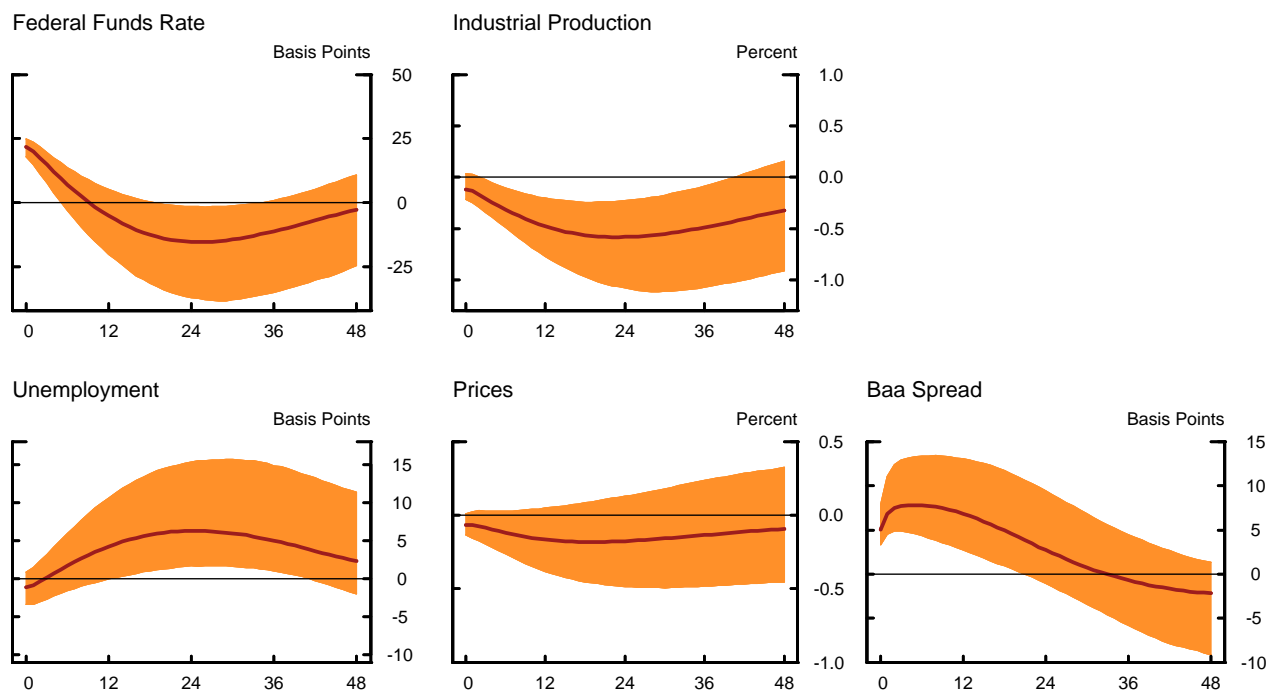 Federal Funds Rate
Basis Points
50
25
0
-25
0 12 24 36 48
Industrial Production
Percent
1.0
0.5
0.0
-0.5
-1.0
0 12 24 36 48
Unemployment
Basis Points
15
10
5
0
-5
-10
0 12 24 36 48
Prices
Percent
0.5
0.0
-0.5
-1.0
0 12 24 36 48
Baa Spread
Basis Points
15
10
5
0
-5
-10
0 12 24 36 48